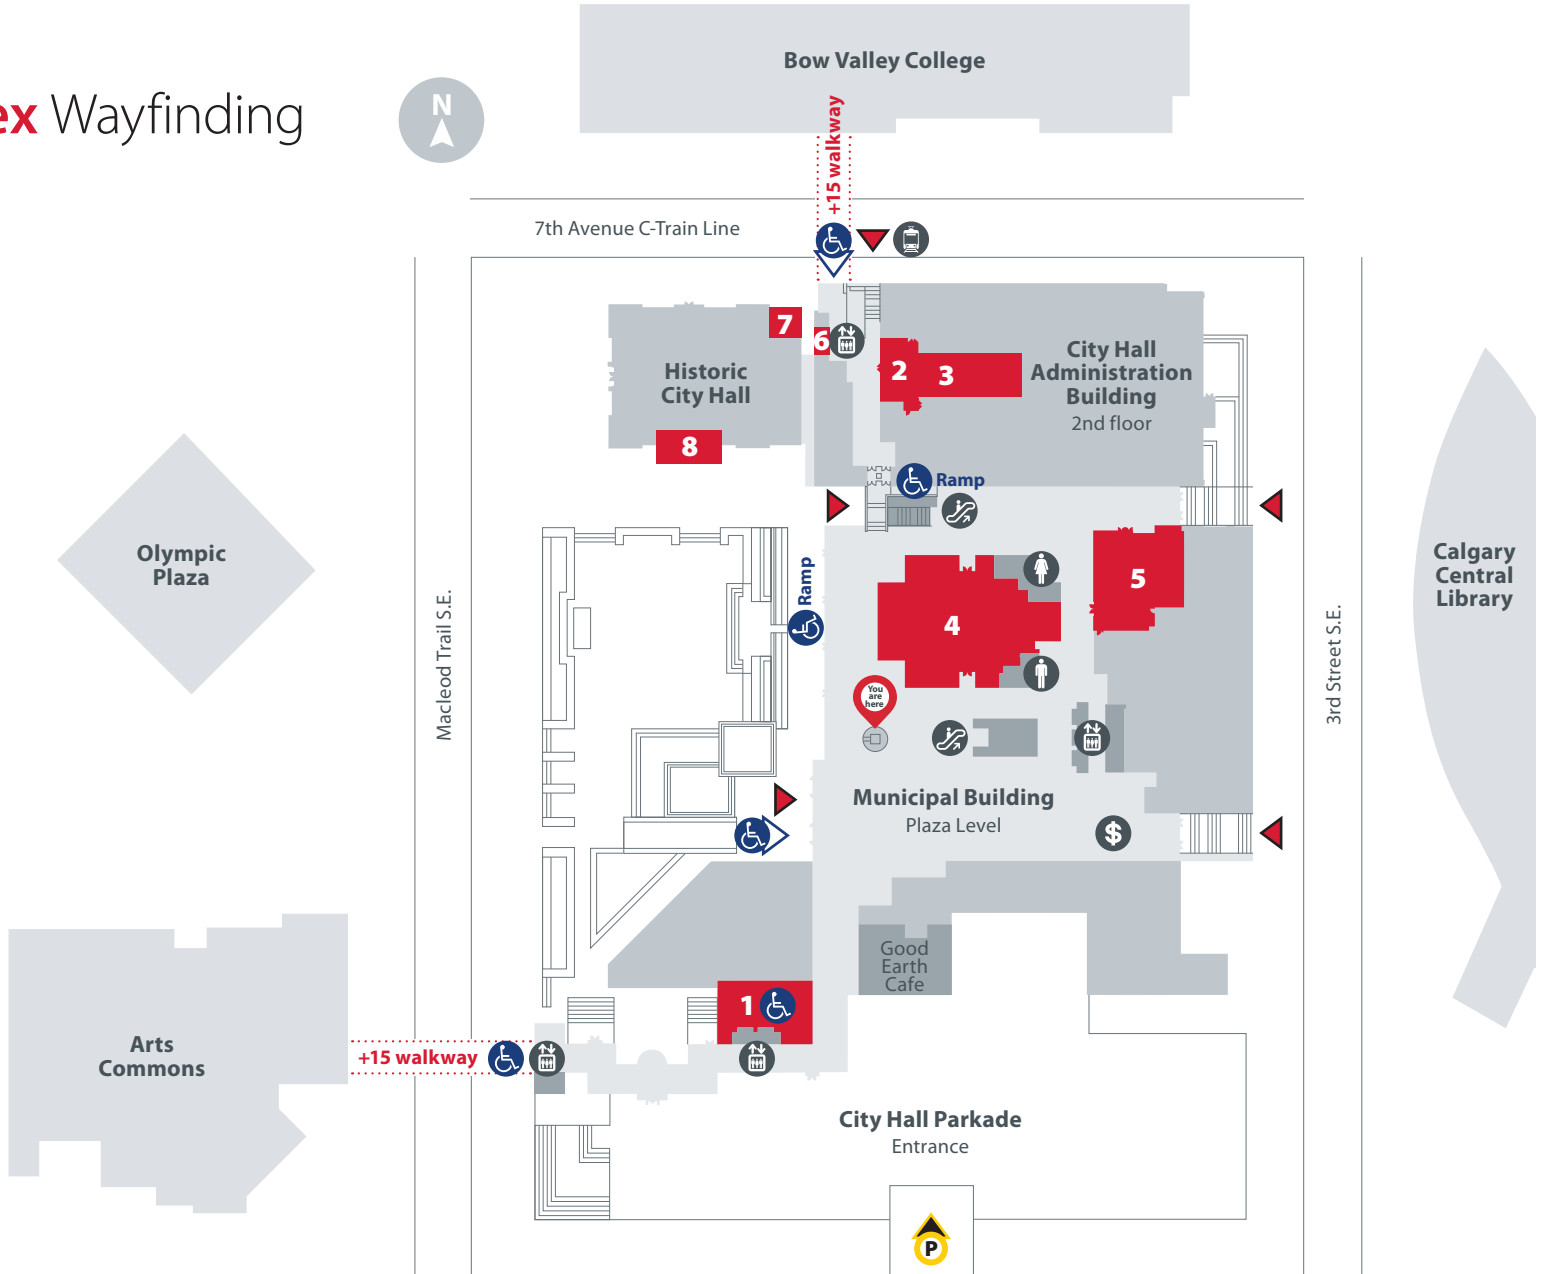 ex Wayfinding
N
Bow Valley College
+15 walkway
7th Avenue C-Train Line
7
6
Historic
City Hall
2
3
City Hall
Administration
Building
2nd floor
8
Ramp
Olympic
Plaza
Macleod Trail S.E.
Ramp
4
5
3rd Street S.E.
Calgary
Central
Library
You
are
here
Municipal Building
Plaza Level
$
Good
Earth
Cafe
1
Arts
Commons
+15 walkway
City Hall Parkade
Entrance
P